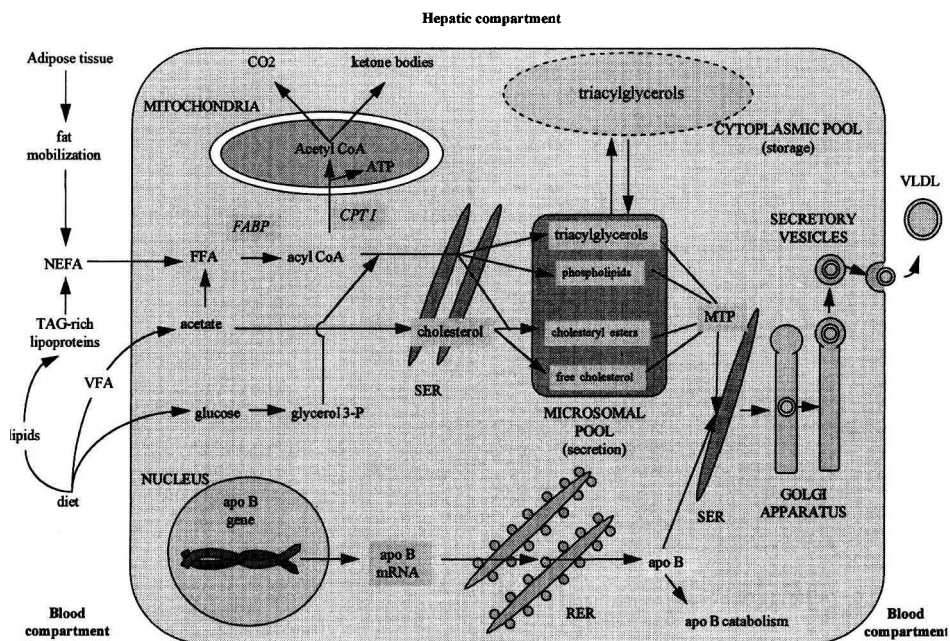 Hepatic compartment
Adipose tissue
fat
mobilization
NEFA
TAG-rich
lipoproteins
VFA
lipids
diet
Blood
compartment
CO2
ketone bodies
MITOCHONDRIA
Acetyl CoA
ATP
FABP
CPT I
FFA
acyl CoA
acetate
cholesterol
SER
glucose
glycerol 3-P
triacylglycerols
CYTOPLASMIC POOL
(storage)
triacylglycerols
phospholipids
cholesteryl esters
free cholesterol
MICROSOMAL
POOL
(secretion)
MTP
SER
SECRETORY
VESICLES
VLDL
GOLGI
APPARATUS
NUCLEUS
apo B
gene
apo B
mRNA
RER
apo B
apo B catabolism
Blood
compartment